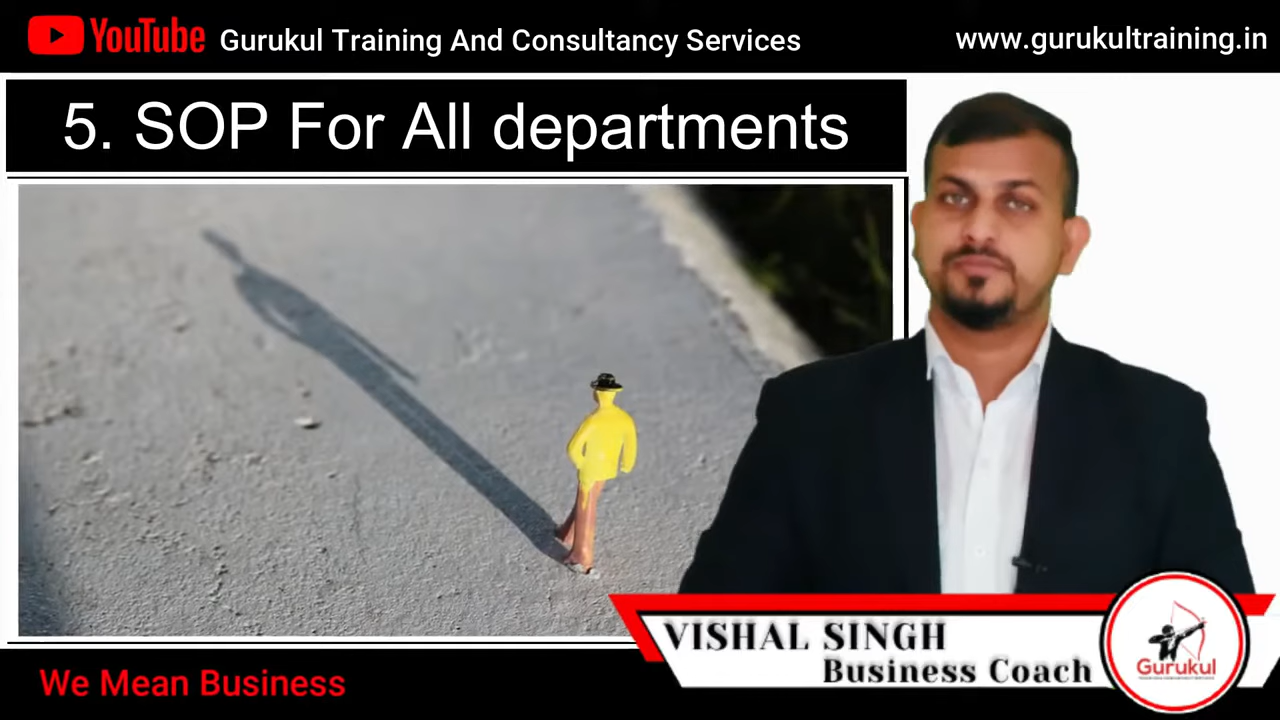 YouTube Gurukul Training And Consultancy Services
www.gurukultraining.in
5. SOP For All departments
VISHAL SINGH
Business Coach
Gurukul
We Mean Business